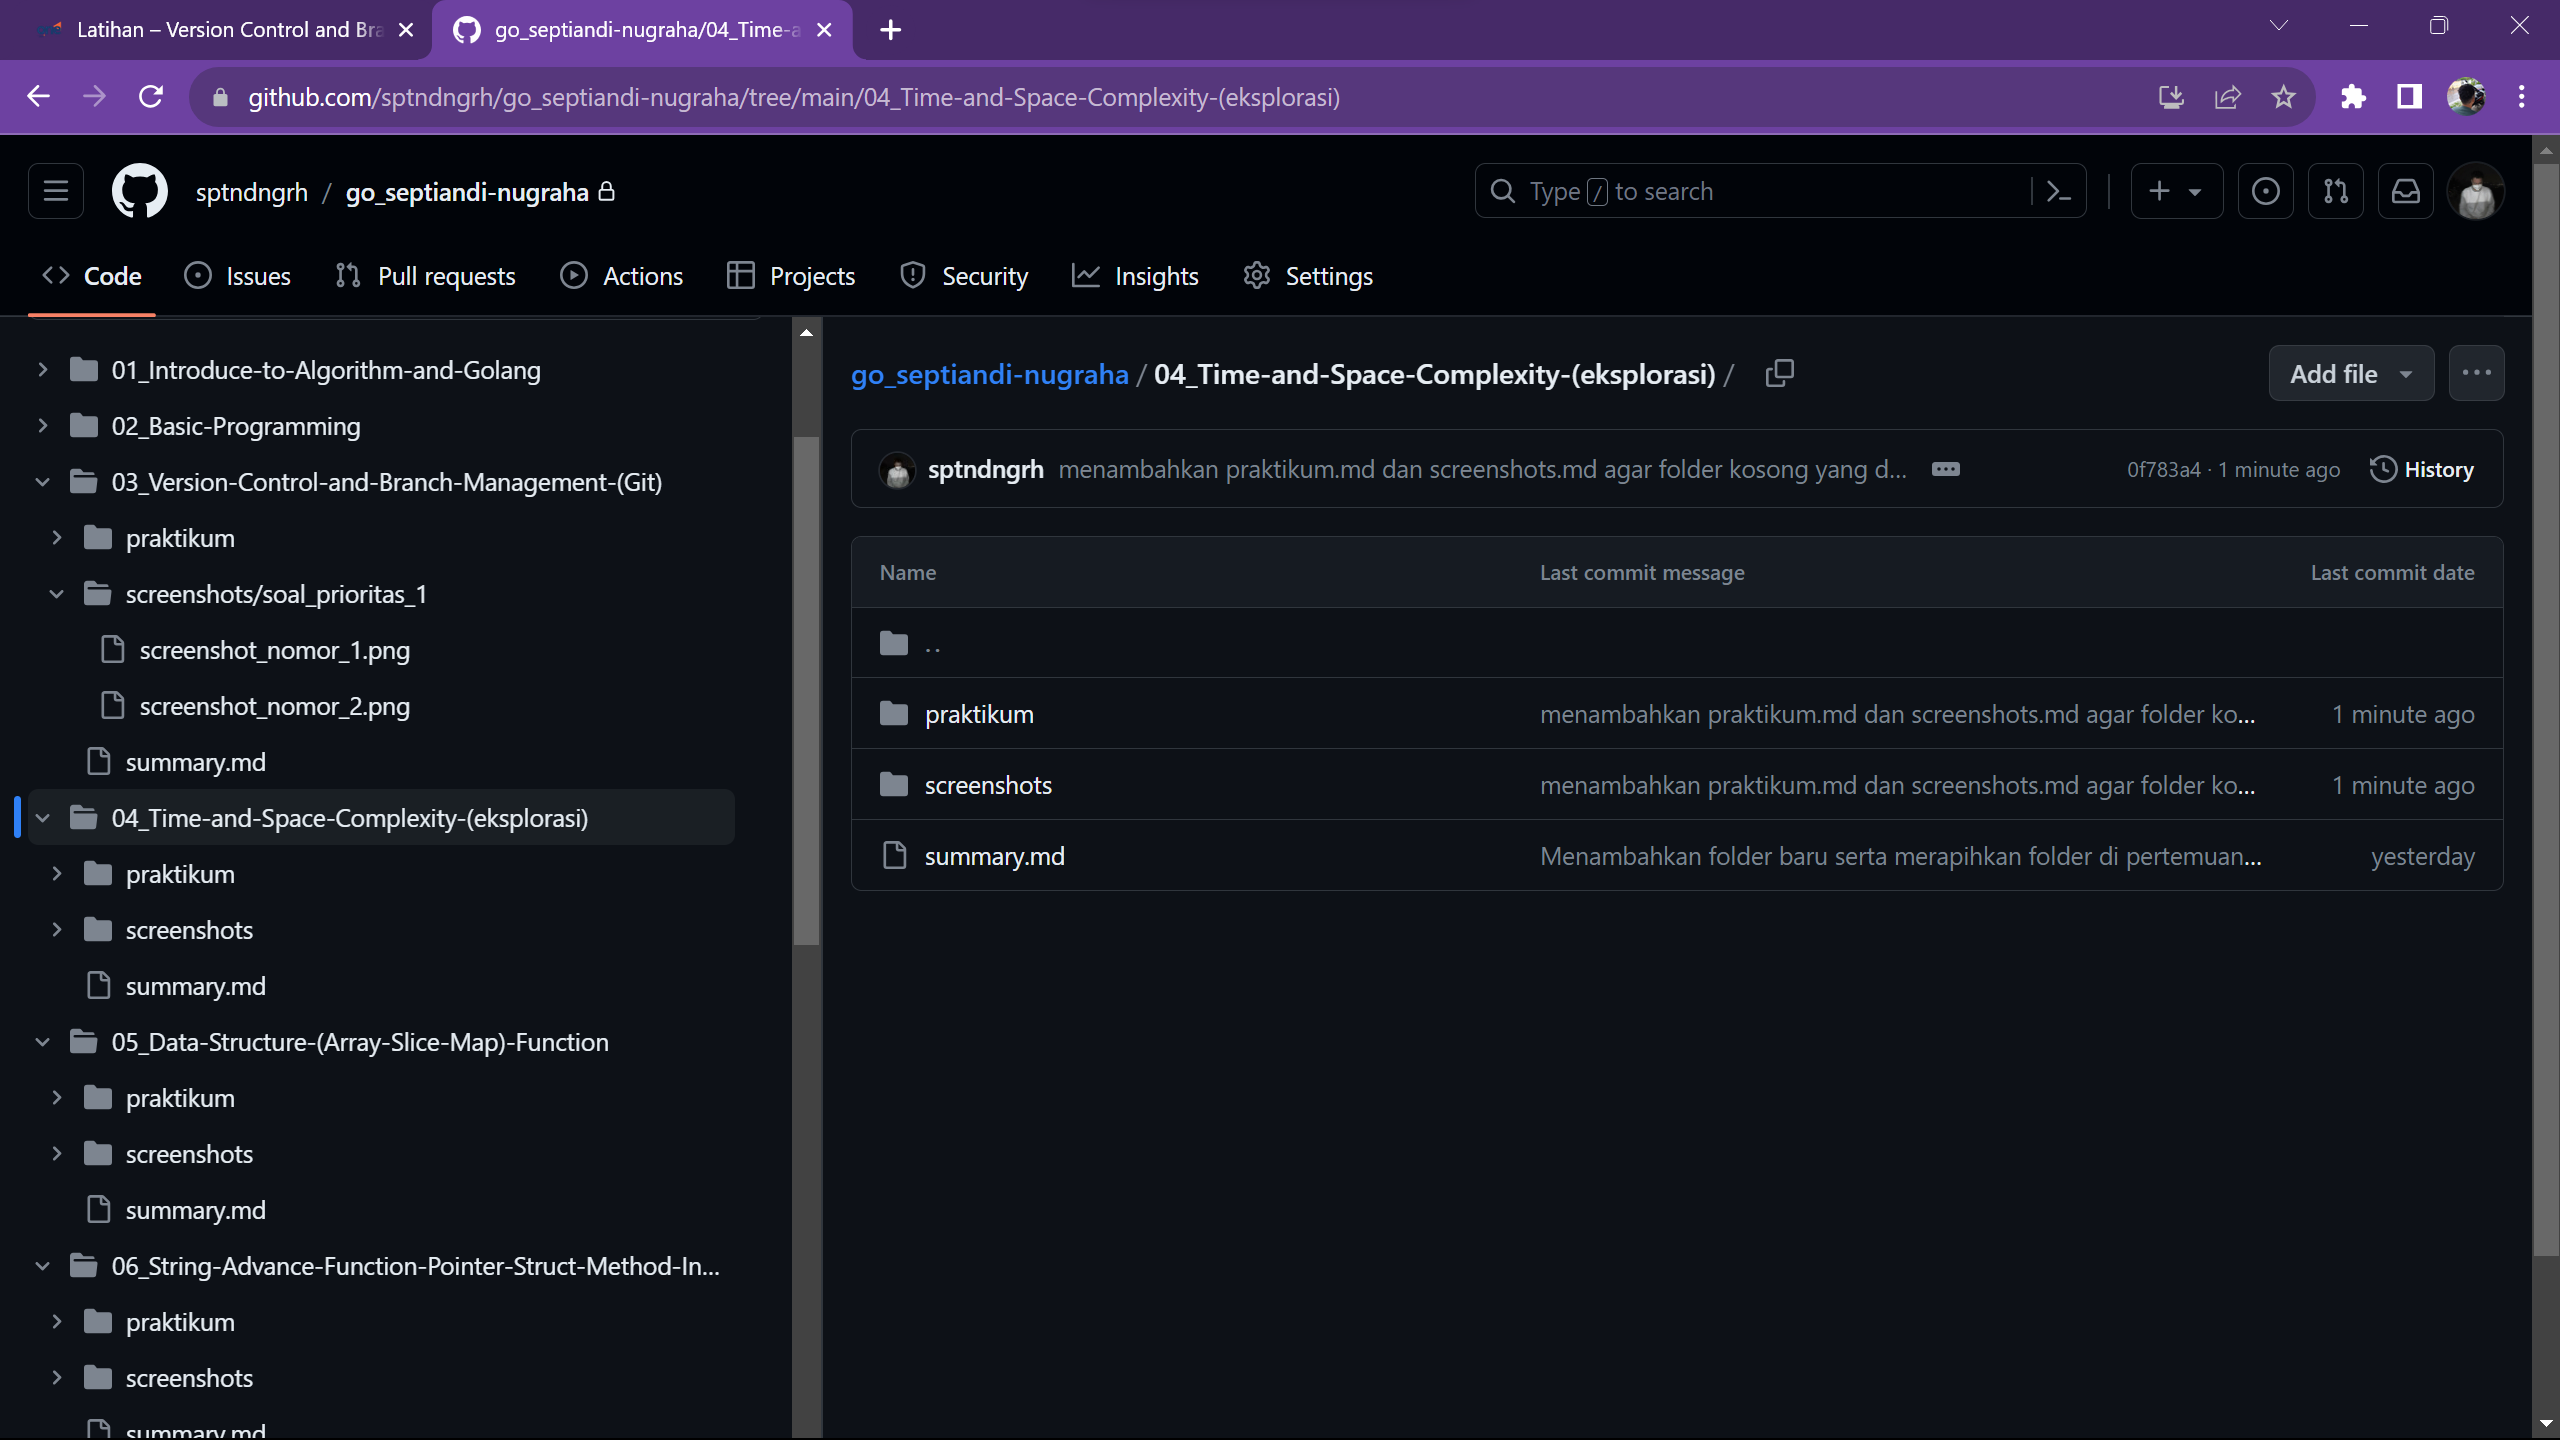 Latihan – Version Control and Bra
go_septiandi-nugraha/04_Time-a
github.com/sptndngrh/go_septiandi-nugraha/tree/main/04_Time-and-Space-Complexity-(eksplorasi)
sptndngrh / go_septiandi-nugraha
Type / to search
Code
Issues
Pull requests
Actions
Projects
Security
Insights
Settings
01_Introduce-to-Algorithm-and-Golang
02_Basic-Programming
03_Version-Control-and-Branch-Management-(Git)
praktikum
screenshots/soal_prioritas_1
screenshot_nomor_1.png
screenshot_nomor_2.png
summary.md
04_Time-and-Space-Complexity-(eksplorasi)
praktikum
screenshots
summary.md
05_Data-Structure-(Array-Slice-Map)-Function
praktikum
screenshots
summary.md
06_String-Advance-Function-Pointer-Struct-Method-In...
praktikum
screenshots
summary.md
go_septiandi-nugraha / 04_Time-and-Space-Complexity-(eksplorasi) /
Add file
sptndngrh menambahkan praktikum.md dan screenshots.md agar folder kosong yang d... 0f783a4 · 1 minute ago History
Name Last commit message Last commit date
..
praktikum menambahkan praktikum.md dan screenshots.md agar folder ko... 1 minute ago
screenshots menambahkan praktikum.md dan screenshots.md agar folder ko... 1 minute ago
summary.md Menambahkan folder baru serta merapihkan folder di pertemuan... yesterday